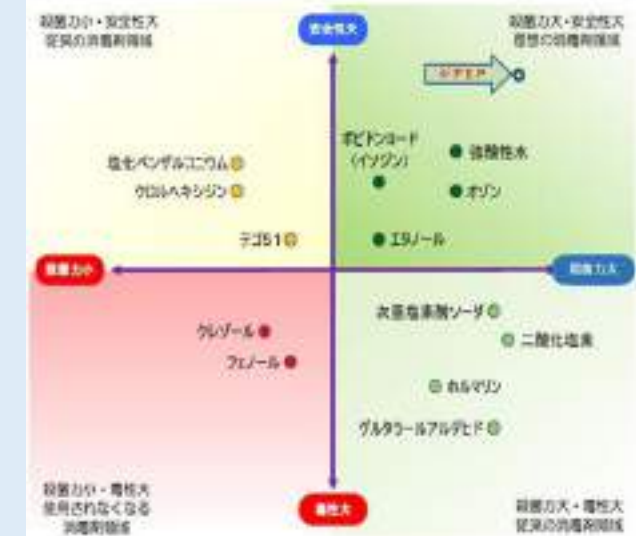 殺菌力小・安全性大
従来の消毒剤領域
安全性大
殺菌力大・安全性大
理想の消毒剤領域
ポビドンヨード
(イソジン)
強酸性水
塩化ベンザルコニウム
クロルヘキシジン
オゾン
テゴ51
エタノール
殺菌力小
殺菌力大
次亜塩素酸ソーダ
クレゾール
二酸化塩素
フェノール
ホルマリン
グルタラールアルデヒド
殺菌力小・毒性大
使用されなくなる
消毒剤領域
毒性大
殺菌力大・毒性大
従来の消毒剤領域